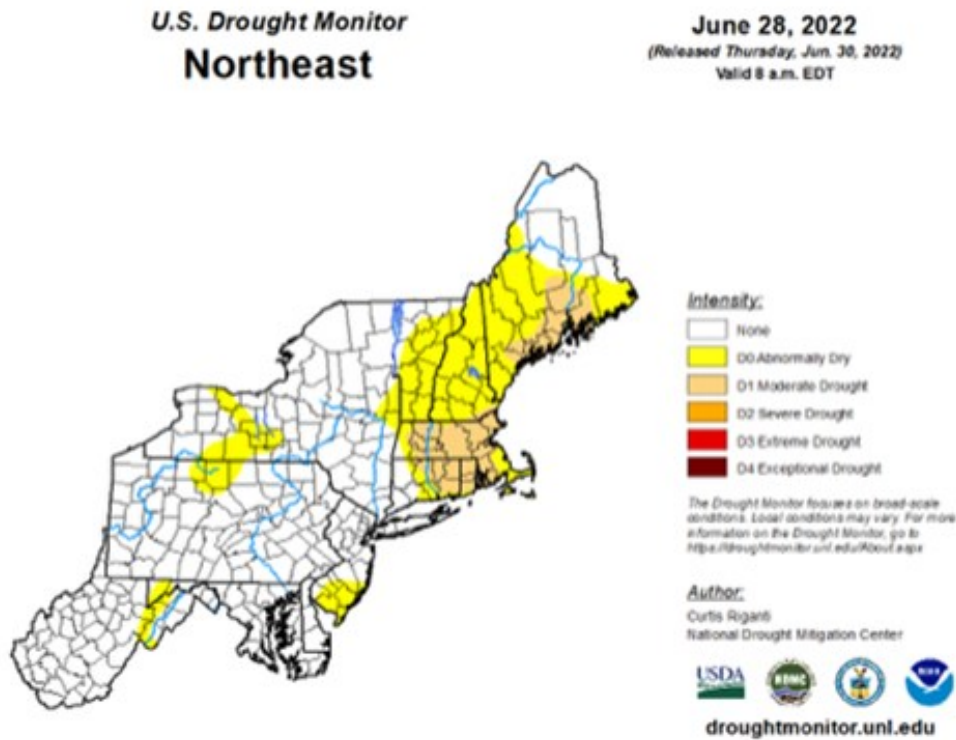 U.S. Drought Monitor
Northeast
June 28, 2022
(Released Thursday, Jun. 30, 2022)
Valid 8 a.m. EDT
Intensity:
None
D0 Abnormally Dry
D1 Moderate Drought
D2 Severe Drought
D3 Extreme Drought
D4 Exceptional Drought
The Drought Monitor focuses on broad-scale
conditions. Local conditions may vary. For more
information on the Drought Monitor, go to
https://droughtmonitor.unl.edu/About.aspx
Author:
Curtis Riganti
National Drought Mitigation Center
USDA
NDMC
droughtmonitor.unl.edu